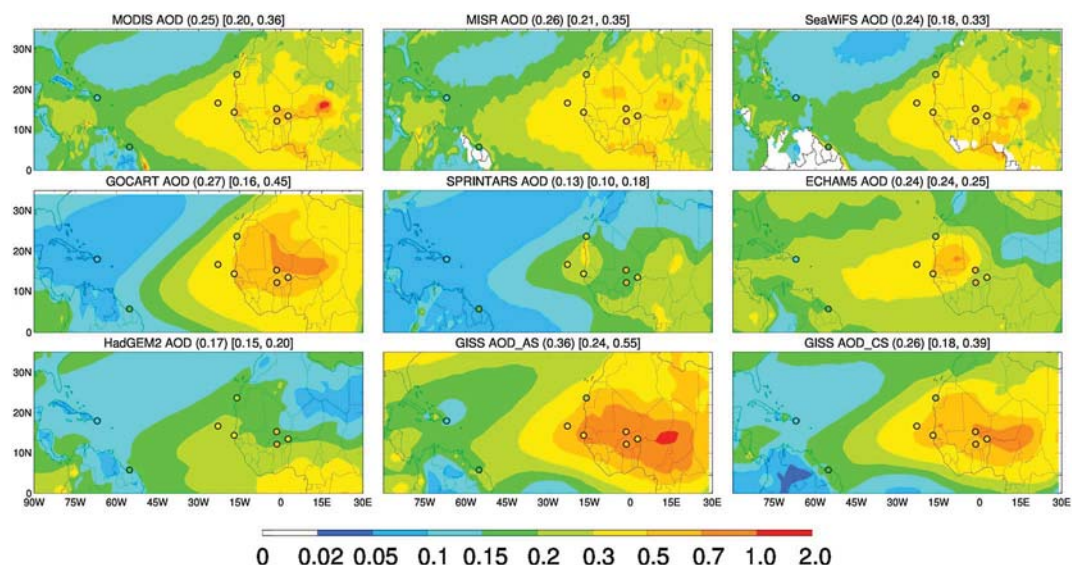 MODIS AOD (0.25) [0.20, 0.36]
MISR AOD (0.26) [0.21, 0.35]
SeaWiFS AOD (0.24) [0.18, 0.33]
30N
20N
10N
0
GOCART AOD (0.27) [0.16, 0.45]
SPRINTARS AOD (0.13) [0.10, 0.18]
ECHAM5 AOD (0.24) [0.24, 0.25]
30N
20N
10N
0
HadGEM2 AOD (0.17) [0.15, 0.20]
GISS AOD_AS (0.36) [0.24, 0.55]
GISS AOD_CS (0.26) [0.18, 0.39]
30N
20N
10N
0
90W 75W 60W 45W 30W 15W 0 15E 30E
75W 60W 45W 30W 15W 0 15E 30E
75W 60W 45W 30W 15W 0 15E 30E
0 0.02 0.05 0.1 0.15 0.2 0.3 0.5 0.7 1.0 2.0